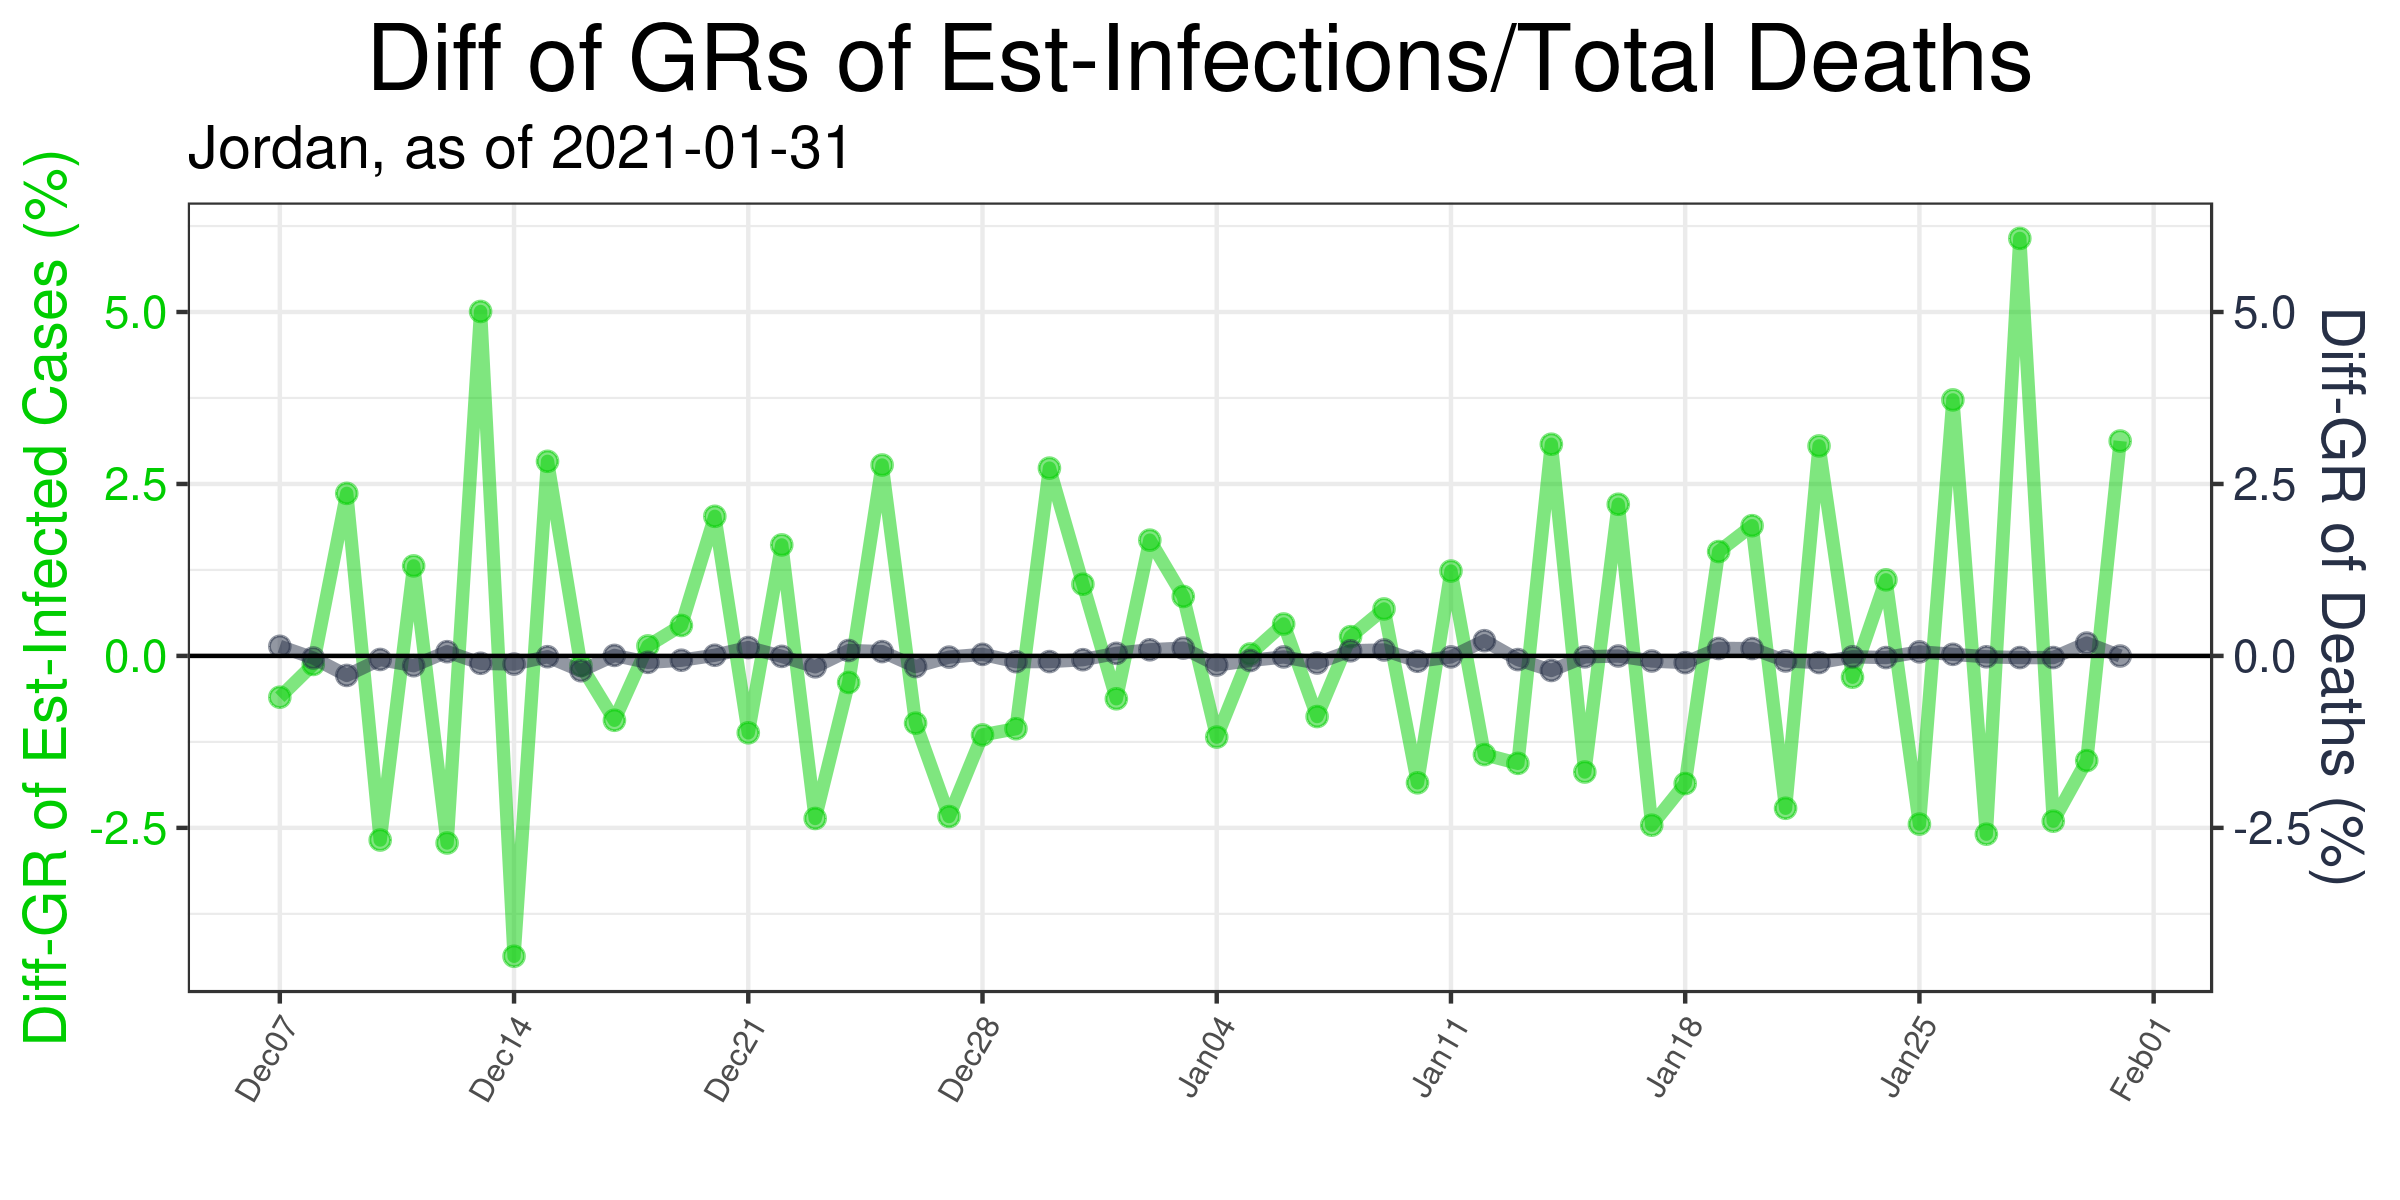 Diff of GRs of Est-Infections/Total Deaths
Jordan, as of 2021-01-31
Diff-GR of Est-Infected Cases (%)
5.0
2.5
0.0
-2.5
5.0
2.5
0.0
-2.5
Diff-GR of Deaths (%)
Dec07
Dec14
Dec21
Dec28
Jan04
Jan11
Jan18
Jan25
Feb01